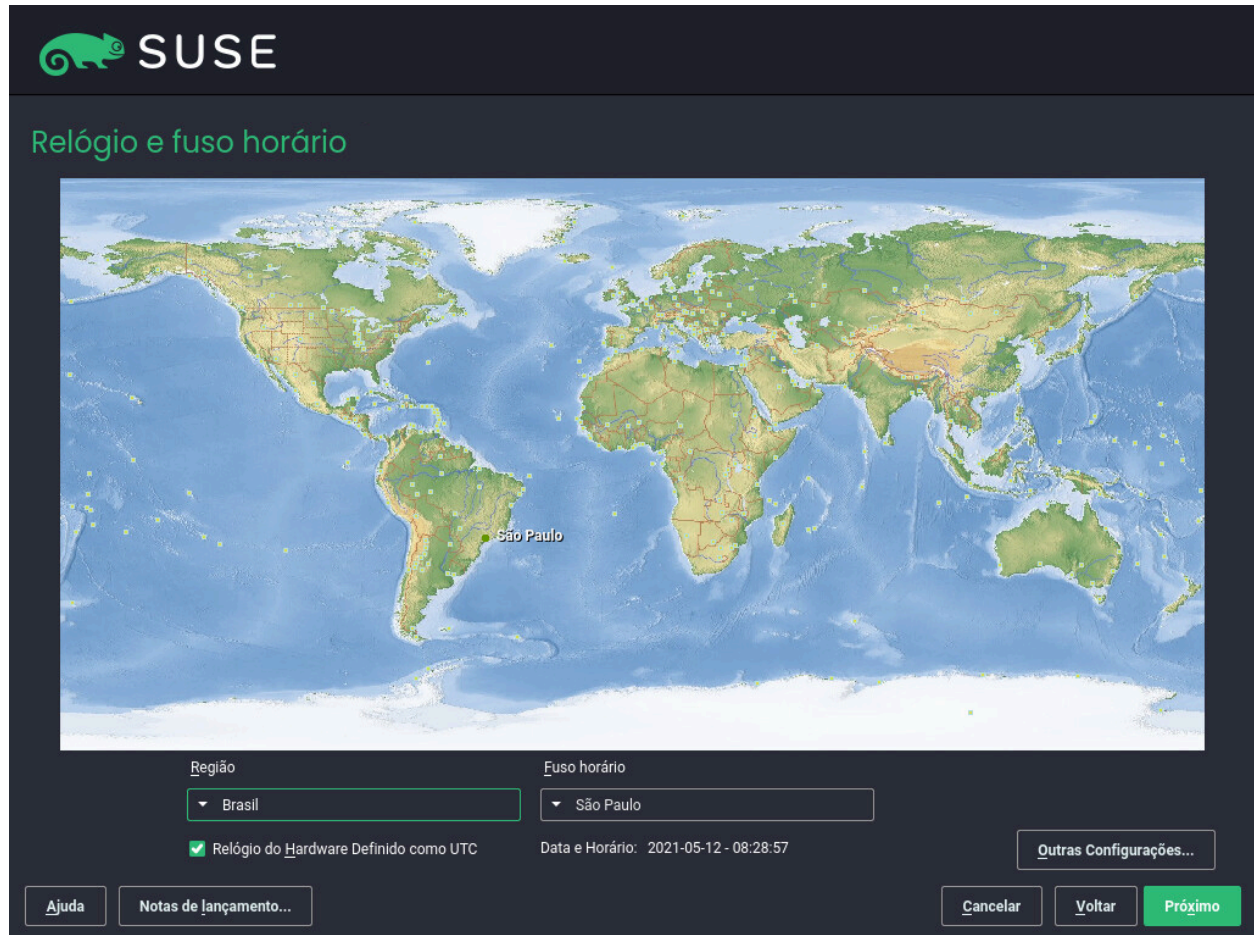 SUSE
Relógio e fuso horário
São Paulo
Região
Fuso horário
Brasil
São Paulo
Relógio do Hardware Definido como UTC
Data e Horário: 2021-05-12 - 08:28:57
Outras Configurações...
Ajuda
Notas de lançamento...
Cancelar
Voltar
Próximo